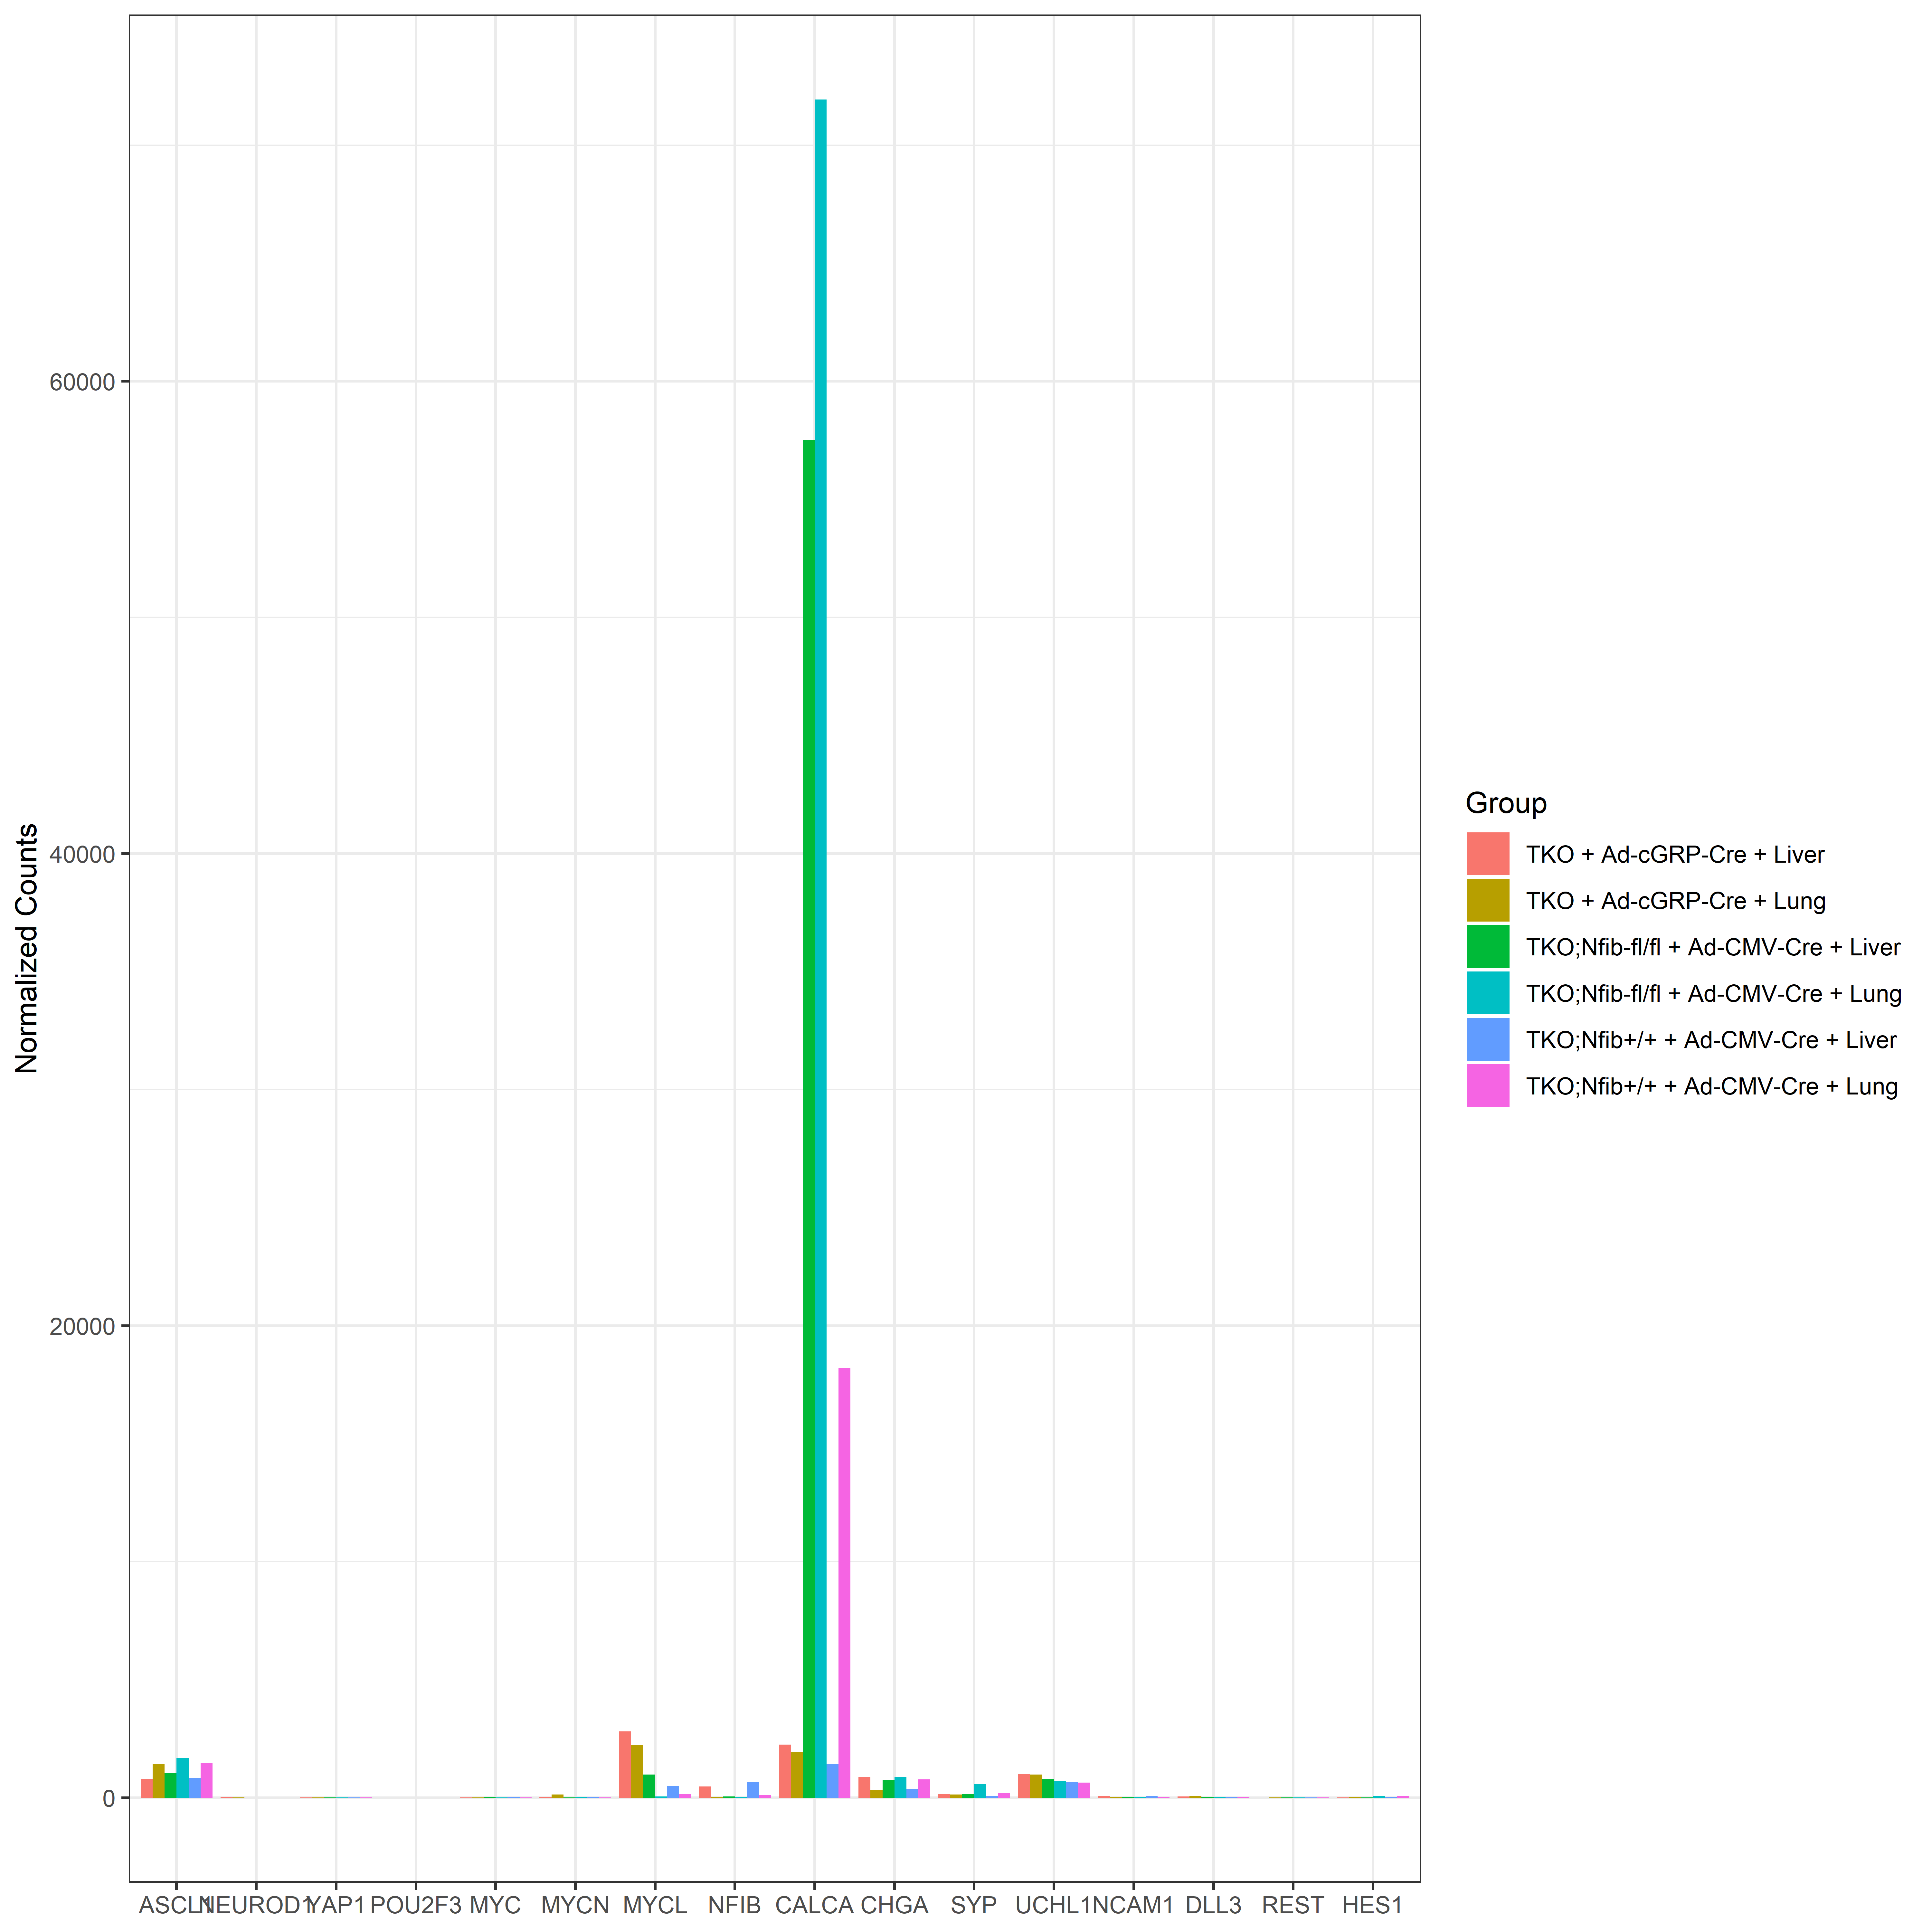 Normalized Counts
60000
40000
20000
0
ASCL1
NEUROD1
YAP1
POU2F3
MYC
MYCN
MYCL
NFIB
CALCA
CHGA
SYP
UCHL1
NCAM1
DLL3
REST
HES1
Group
TKO + Ad-cGRP-Cre + Liver
TKO + Ad-cGRP-Cre + Lung
TKO;Nfib-fl/fl + Ad-CMV-Cre + Liver
TKO;Nfib-fl/fl + Ad-CMV-Cre + Lung
TKO;Nfib+/+ + Ad-CMV-Cre + Liver
TKO;Nfib+/+ + Ad-CMV-Cre + Lung